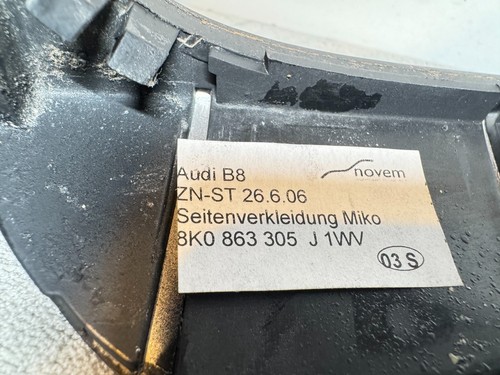 novem
Audi B8
ZN-ST 26.6.06
Seitenverkleidung Miko
8K0 863 305 J 1WV
03 S